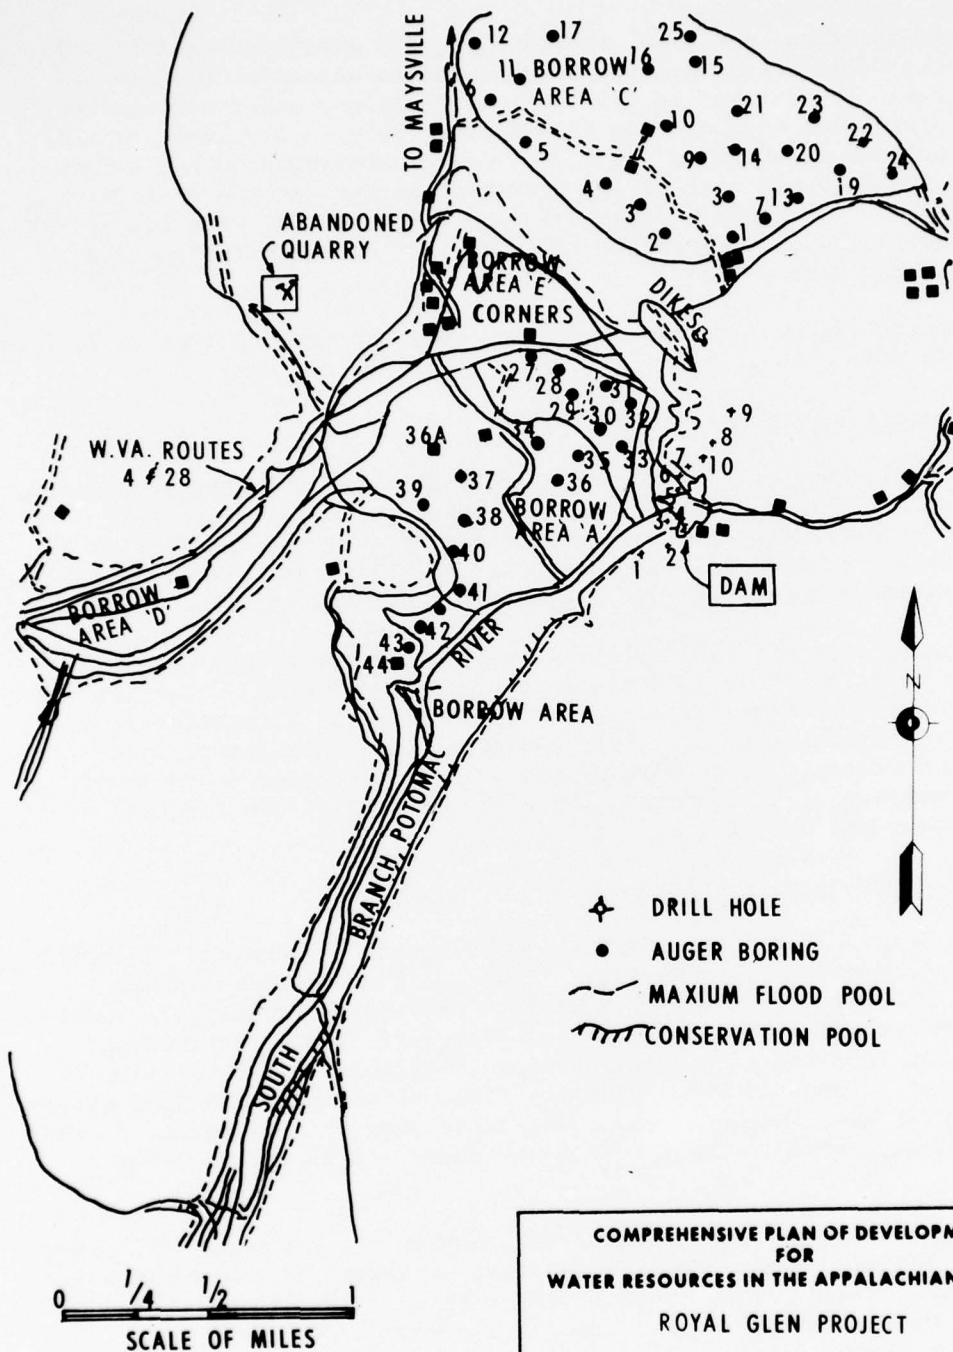 TO MAYSVILLE
12
17
25
11
BORROW
AREA 'C'
16
15
6
10
21
23
5
9
14
20
22
4
3
3
7
13
19
24
2
1
ABANDONED
QUARRY
BORROW
AREA 'E'
CORNERS
DIKES
27
28
29
30
31
32
33
34
35
36
36A
37
38
39
40
41
42
43
44
W.VA. ROUTES
4 & 28
BORROW
AREA 'A'
9
8
7
10
6
5
4
3
1
2
DAM
BORROW
AREA 'D'
RIVER
BORROW AREA
BRANCH POTOMAC
SOUTH
N
DRILL HOLE
AUGER BORING
MAXIUM FLOOD POOL
CONSERVATION POOL
0 1/4 1/2 1
SCALE OF MILES
COMPREHENSIVE PLAN OF DEVELOPM
FOR
WATER RESOURCES IN THE APPALACHIAN
ROYAL GLEN PROJECT